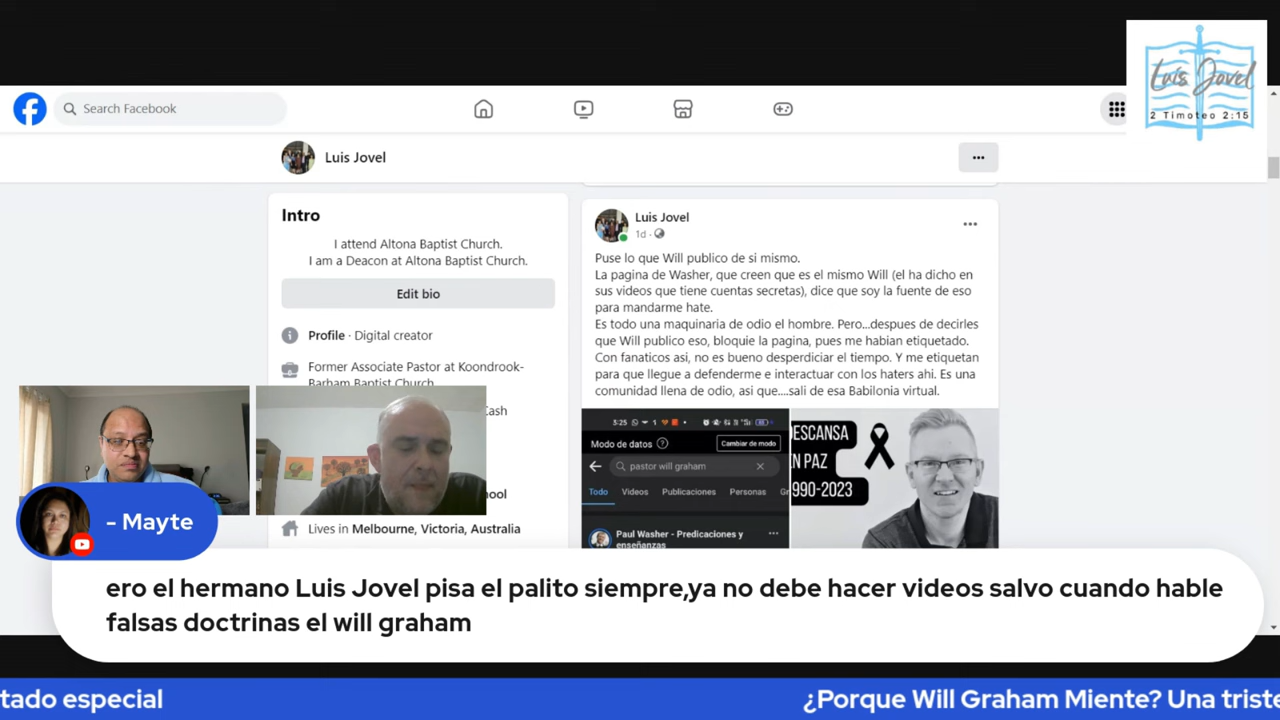 Luis Jovel
2 Timoteo 2:15
Search Facebook
Luis Jovel
Intro
I attend Altona Baptist Church.
I am a Deacon at Altona Baptist Church.
Edit bio
Profile · Digital creator
Former Associate Pastor at Koondrook-
Barham Baptist Church
Cash
ool
Lives in Melbourne, Victoria, Australia
Luis Jovel
1d ·
Puse lo que Will publico de si mismo.
La pagina de Washer, que creen que es el mismo Will (el ha dicho en
sus videos que tiene cuentas secretas), dice que soy la fuente de eso
para mandarme hate.
Es todo una maquinaria de odio el hombre. Pero...despues de decirles
que Will publico eso, bloquie la pagina, pues me habian etiquetado.
Con fanaticos asi, no es bueno desperdiciar el tiempo. Y me etiquetan
para que llegue a defenderme e interactuar con los haters ahi. Es una
comunidad llena de odio, asi que....sali de esa Babilonia virtual.
3:25
Modo de datos
Cambiar de modo
pastor will graham
Todo Videos Publicaciones Personas Gr
Paul Washer - Predicaciones y
enseñanzas
DESCANSA
EN PAZ
1990-2023
- Mayte
ero el hermano Luis Jovel pisa el palito siempre,ya no debe hacer videos salvo cuando hable
falsas doctrinas el will graham
tado especial
¿Porque Will Graham Miente? Una triste